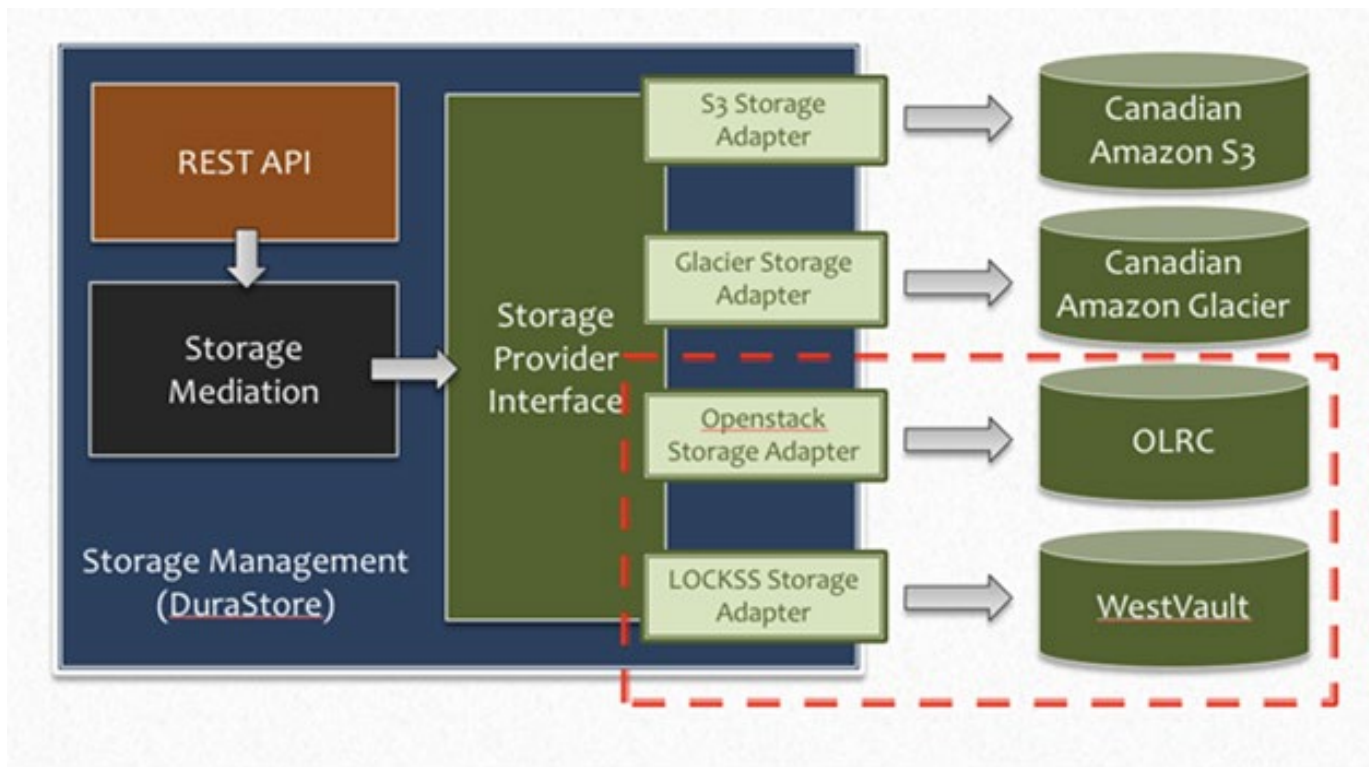 REST API
Storage
Mediation
Storage Management
(DuraStore)
Storage
Provider
Interface
S3 Storage
Adapter
Glacier Storage
Adapter
Openstack
Storage Adapter
LOCKSS Storage
Adapter
Canadian
Amazon S3
Canadian
Amazon Glacier
OLRC
WestVault